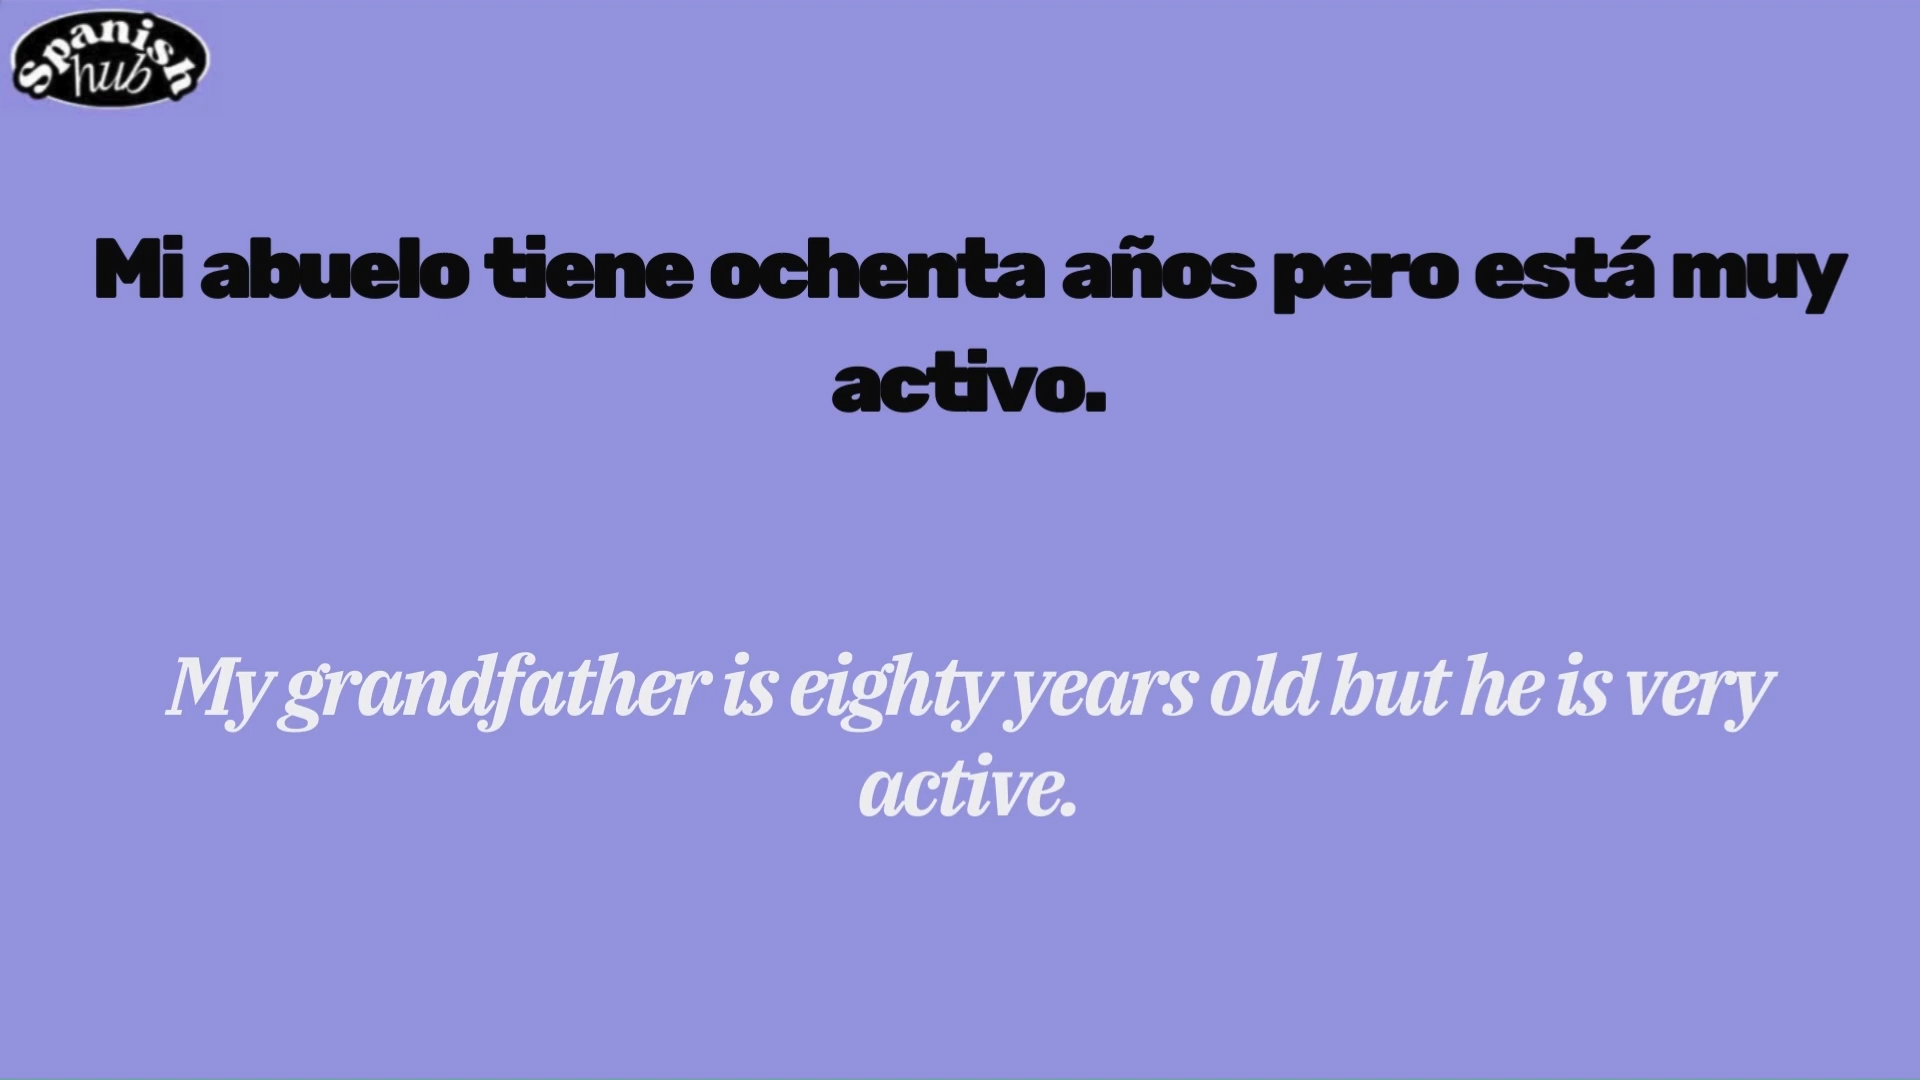 Spanish
hub
Mi abuelo tiene ochenta años pero está muy
activo.
My grandfather is eighty years old but he is very
active.